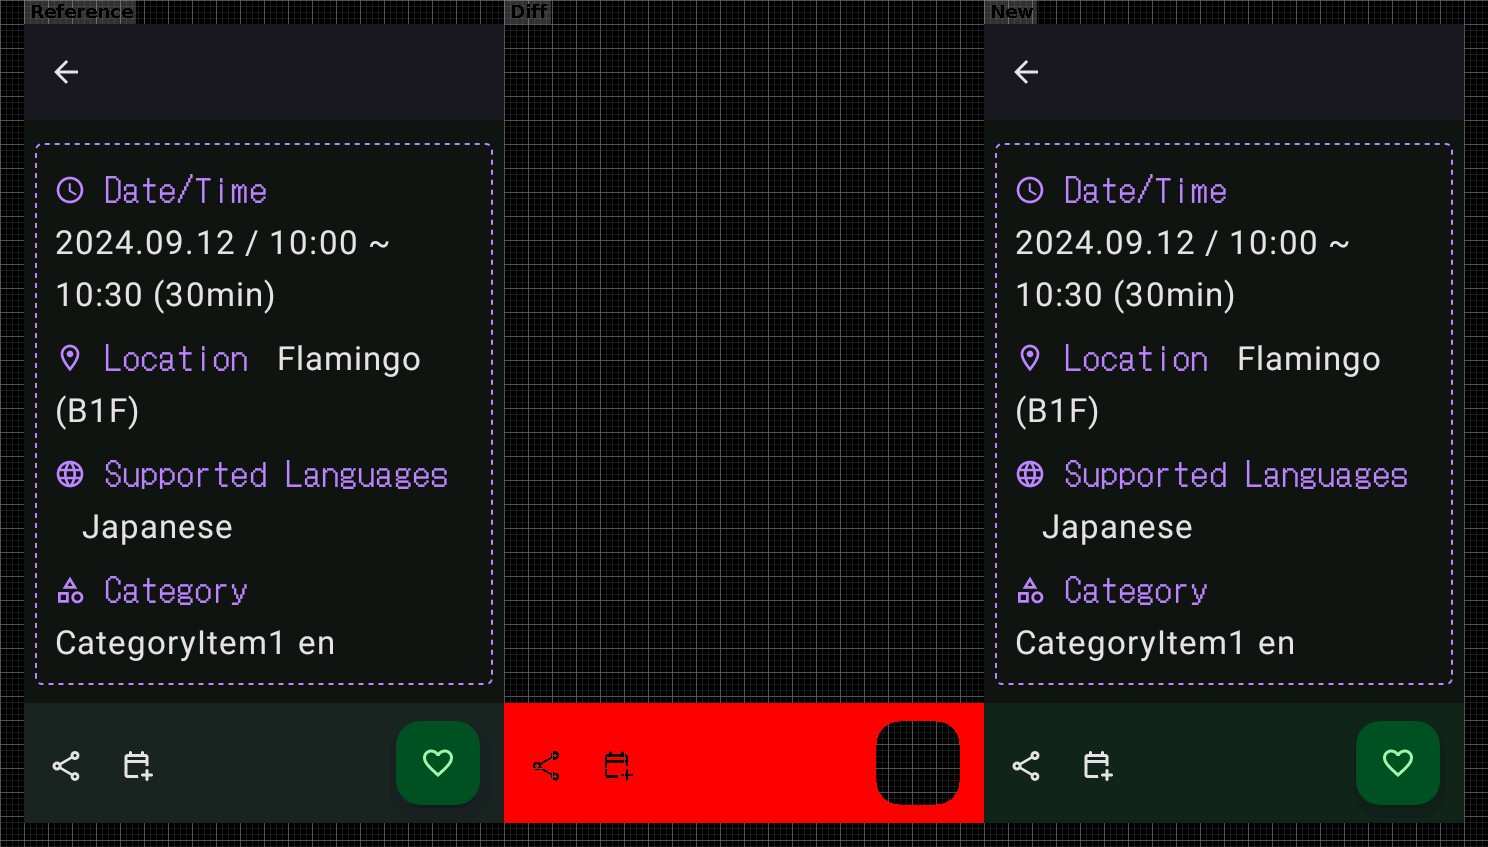 Reference
Diff
New
Date/Time
2024.09.12 / 10:00 ~
10:30 (30min)
Location Flamingo
(B1F)
Supported Languages
Japanese
Category
CategoryItem1 en
Date/Time
2024.09.12 / 10:00 ~
10:30 (30min)
Location Flamingo
(B1F)
Supported Languages
Japanese
Category
CategoryItem1 en